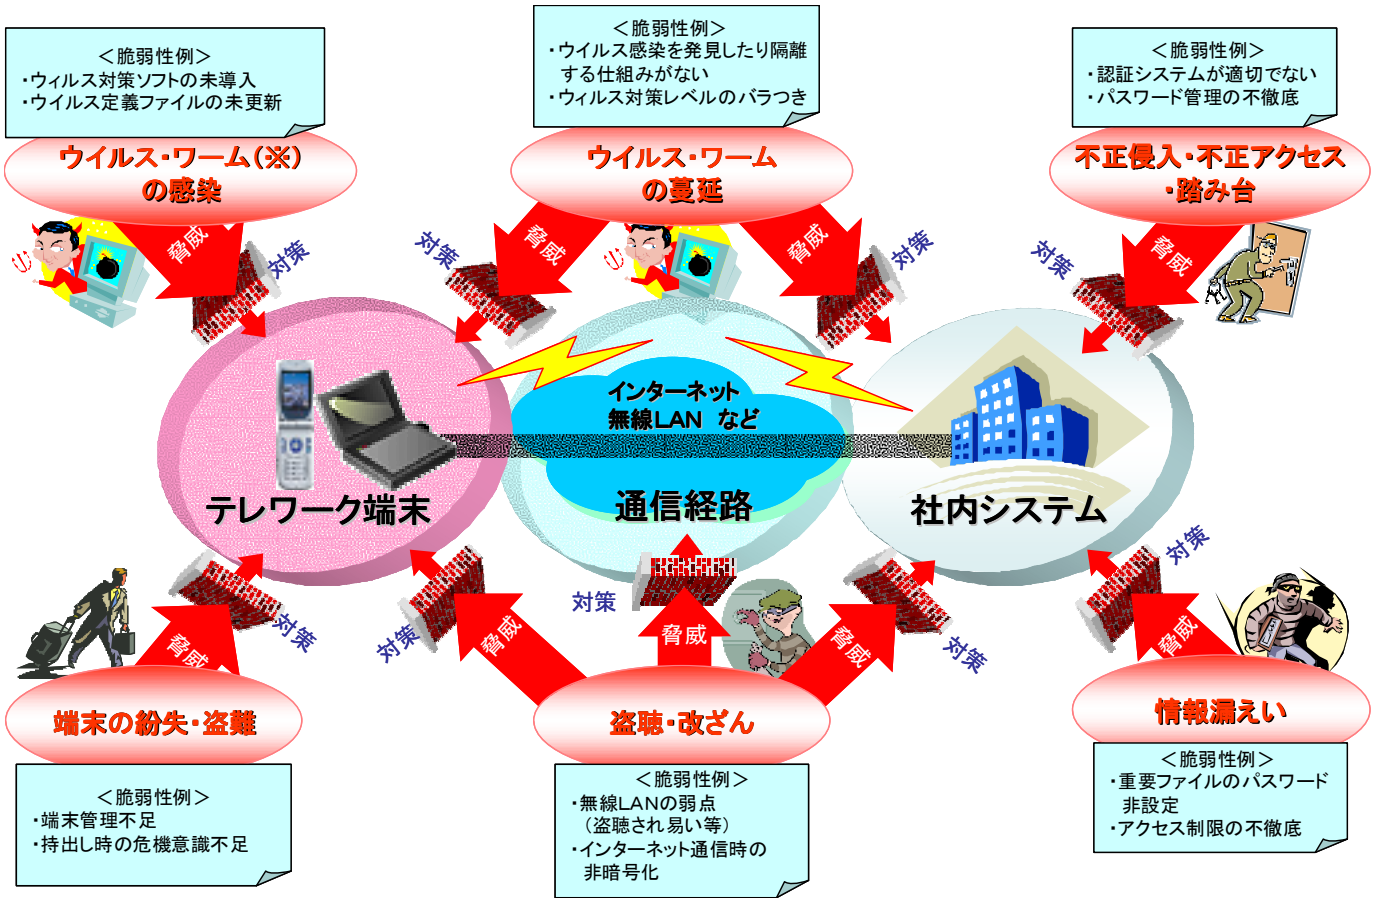 ＜脆弱性例＞
・ウィルス対策ソフトの未導入
・ウイルス定義ファイルの未更新
ウイルス・ワーム（※）
の感染
脅威
対策
＜脆弱性例＞
・ウイルス感染を発見したり隔離
する仕組みがない
・ウィルス対策レベルのバラつき
ウイルス・ワーム
の蔓延
対策
脅威
脅威
対策
＜脆弱性例＞
・認証システムが適切でない
・パスワード管理の不徹底
不正侵入・不正アクセス
・踏み台
対策
脅威
テレワーク端末
インターネット
無線LAN など
通信経路
社内システム
脅威
対策
端末の紛失・盗難
＜脆弱性例＞
・端末管理不足
・持出し時の危機意識不足
対策
脅威
対策
脅威
脅威
対策
盗聴・改ざん
＜脆弱性例＞
・無線LANの弱点
（盗聴され易い等）
・インターネット通信時の
非暗号化
対策
脅威
情報漏えい
＜脆弱性例＞
・重要ファイルのパスワード
非設定
・アクセス制限の不徹底